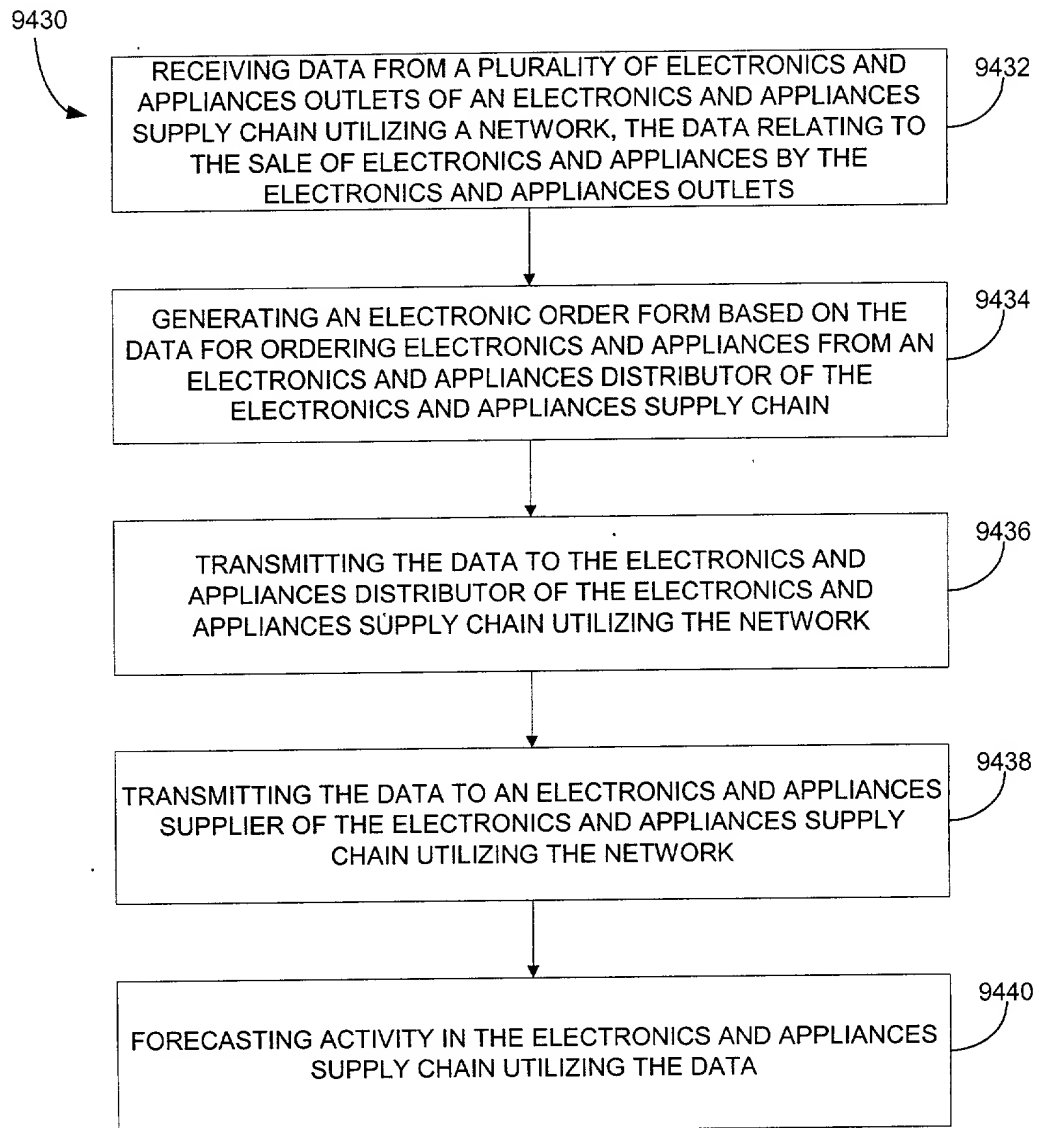 9430
RECEIVING DATA FROM A PLURALITY OF ELECTRONICS AND
APPLIANCES OUTLETS OF AN ELECTRONICS AND APPLIANCES
SUPPLY CHAIN UTILIZING A NETWORK, THE DATA RELATING TO
THE SALE OF ELECTRONICS AND APPLIANCES BY THE
ELECTRONICS AND APPLIANCES OUTLETS
9432
GENERATING AN ELECTRONIC ORDER FORM BASED ON THE
DATA FOR ORDERING ELECTRONICS AND APPLIANCES FROM AN
ELECTRONICS AND APPLIANCES DISTRIBUTOR OF THE
ELECTRONICS AND APPLIANCES SUPPLY CHAIN
9434
TRANSMITTING THE DATA TO THE ELECTRONICS AND
APPLIANCES DISTRIBUTOR OF THE ELECTRONICS AND
APPLIANCES SUPPLY CHAIN UTILIZING THE NETWORK
9436
TRANSMITTING THE DATA TO AN ELECTRONICS AND APPLIANCES
SUPPLIER OF THE ELECTRONICS AND APPLIANCES SUPPLY
CHAIN UTILIZING THE NETWORK
9438
FORECASTING ACTIVITY IN THE ELECTRONICS AND APPLIANCES
SUPPLY CHAIN UTILIZING THE DATA
9440